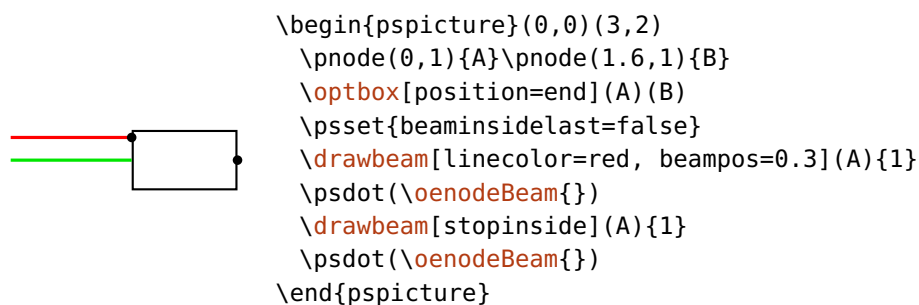 \begin{pspicture}(0,0)(3,2)
\pnode(0,1){A}\pnode(1.6,1){B}
\optbox[position=end](A)(B)
\psset{beaminsidelast=false}
\drawbeam[linecolor=red, beampos=0.3](A){1}
\psdot(\oenodeBeam{})
\drawbeam[stopinside](A){1}
\psdot(\oenodeBeam{})
\end{pspicture}